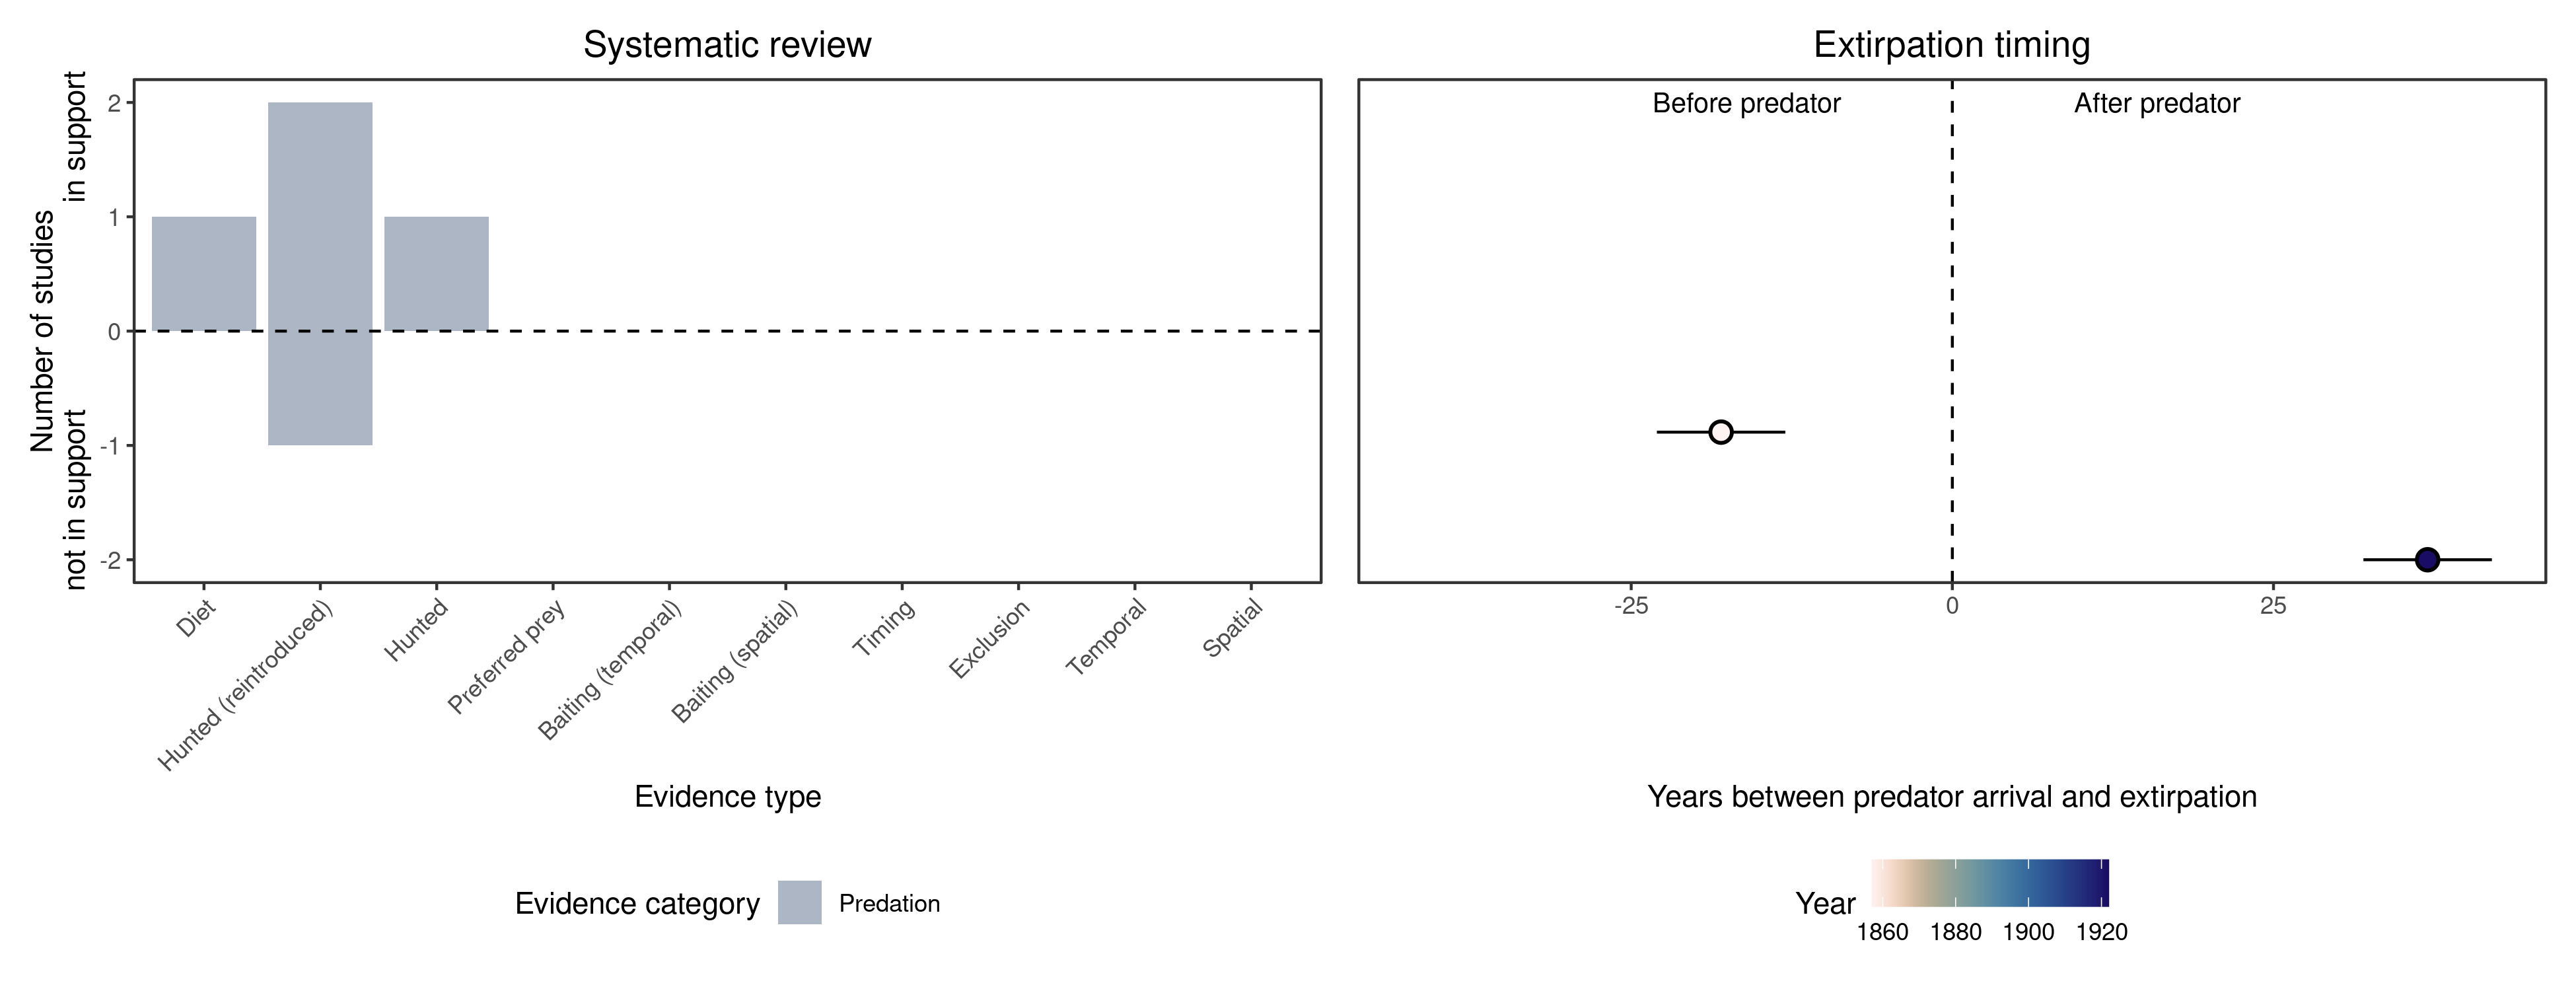 Systematic review
Number of studies
not in support
in support
2
1
0
-1
-2
Diet
Hunted (reintroduced)
Hunted
Preferred prey
Baiting (temporal)
Baiting (spatial)
Timing
Exclusion
Temporal
Spatial
Evidence type
Evidence category
Predation
Extirpation timing
Before predator
After predator
-25
0
25
Years between predator arrival and extirpation
Year
1860 1880 1900 1920